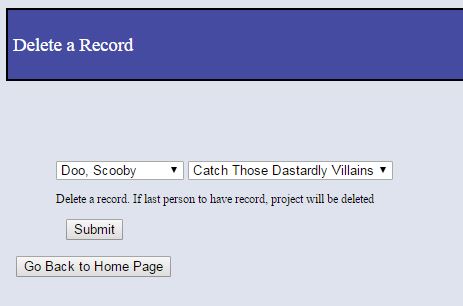 Delete a Record
Doo, Scooby Catch Those Dastardly Villains
Delete a record. If last person to have record, project will be deleted
Submit
Go Back to Home Page